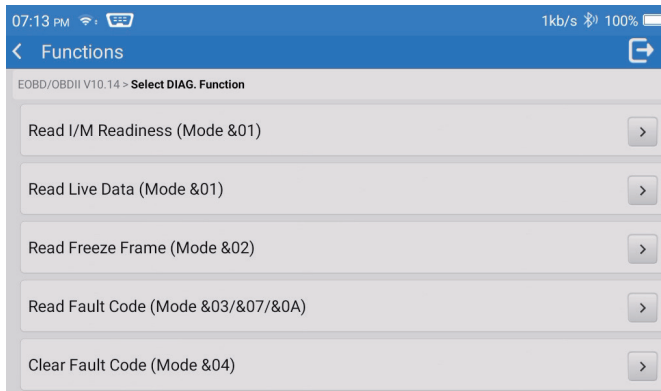 07:13 PM 1kb/s 100%
Functions
EOBD/OBDII V10.14 > Select DIAG. Function
Read I/M Readiness (Mode &01)
Read Live Data (Mode &01)
Read Freeze Frame (Mode &02)
Read Fault Code (Mode &03/&07/&0A)
Clear Fault Code (Mode &04)